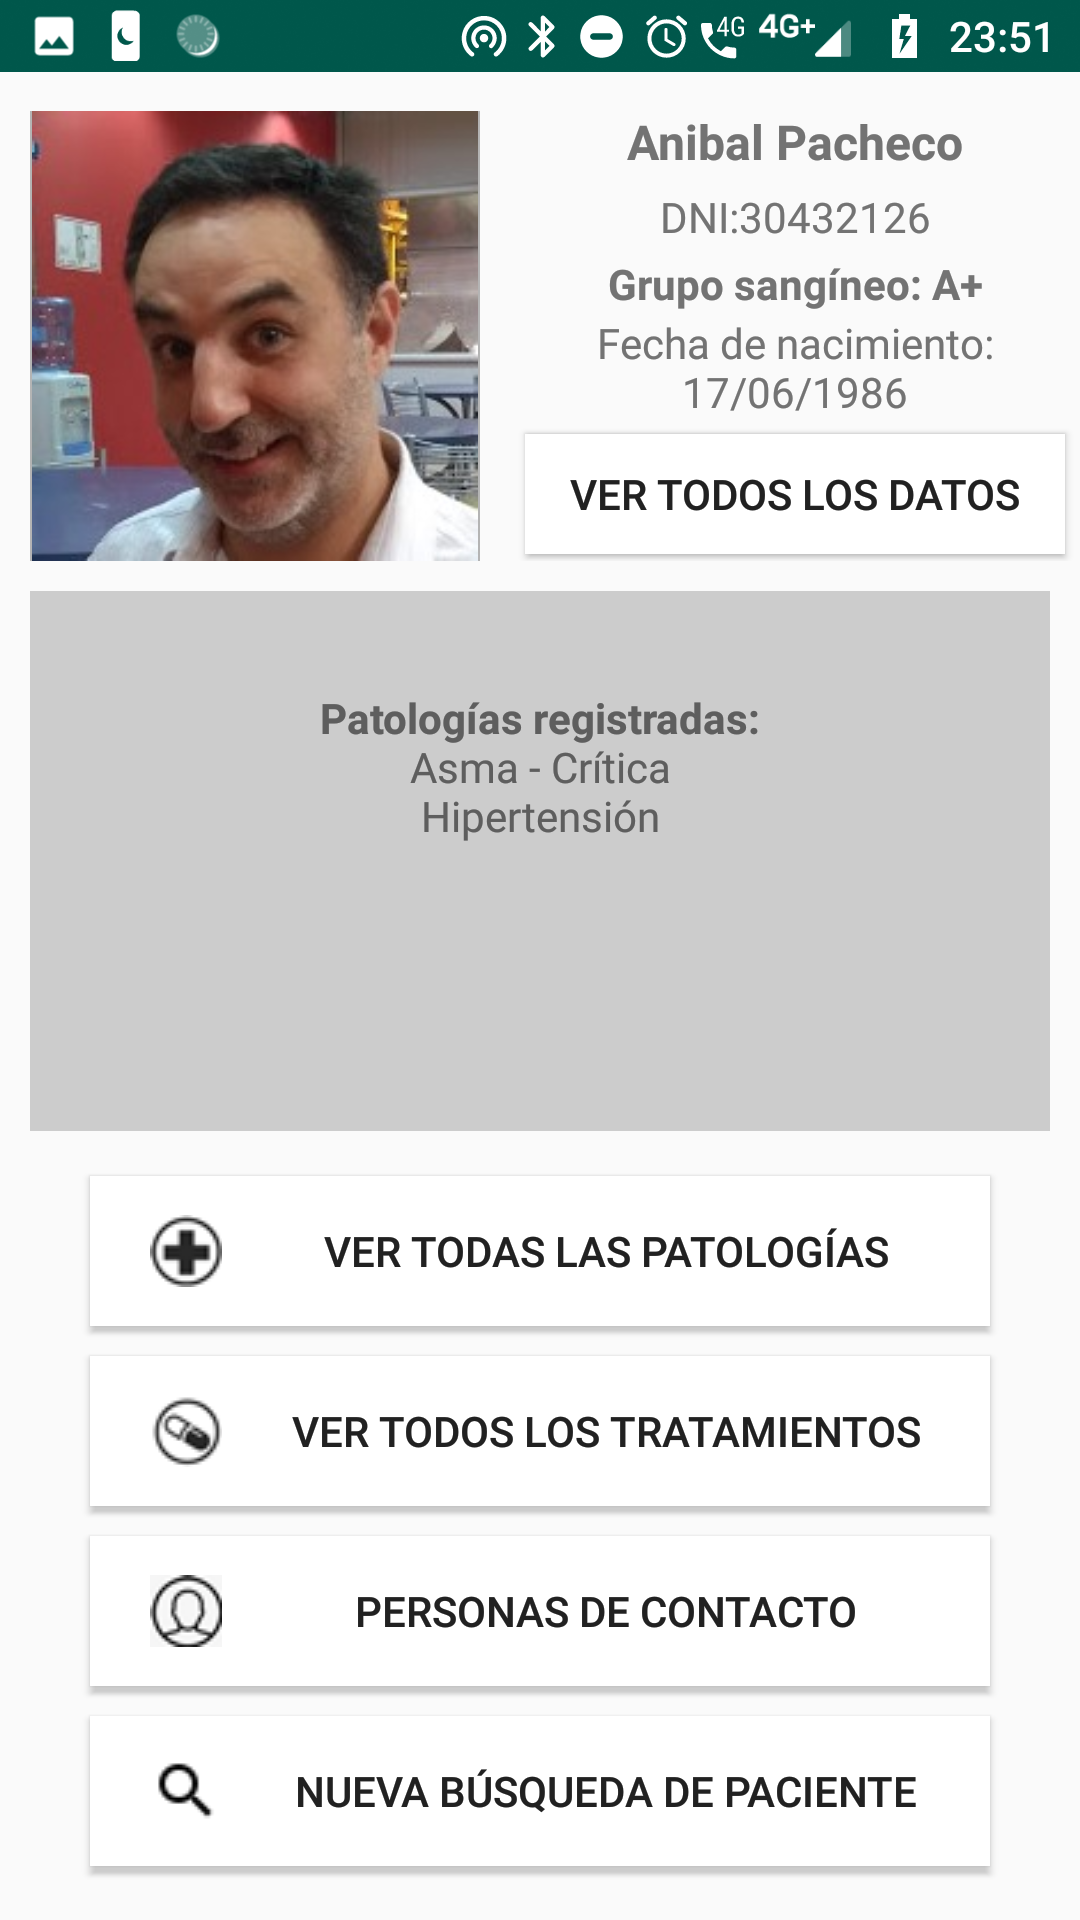 4G 4G+ 23:51
Anibal Pacheco
DNI:30432126
Grupo sangíneo: A+
Fecha de nacimiento:
17/06/1986
VER TODOS LOS DATOS
Patologías registradas:
Asma - Crítica
Hipertensión
VER TODAS LAS PATOLOGÍAS
VER TODOS LOS TRATAMIENTOS
PERSONAS DE CONTACTO
NUEVA BÚSQUEDA DE PACIENTE